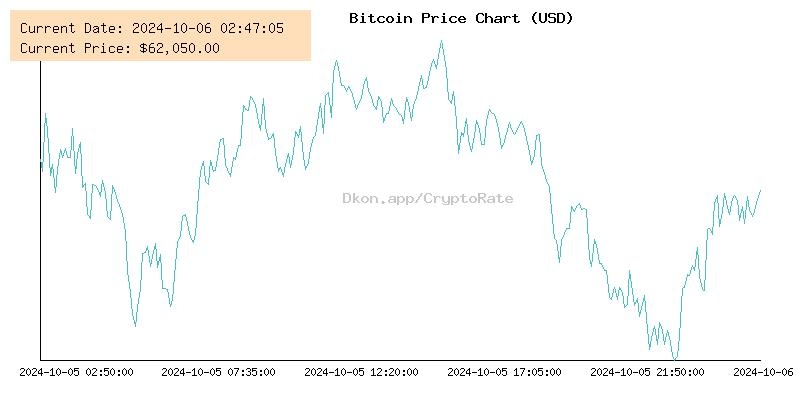 Bitcoin Price Chart (USD)
Current Date: 2024-10-06 02:47:05
Current Price: $62,050.00
Dkon.app/CryptoRate
2024-10-05 02:50:00
2024-10-05 07:35:00
2024-10-05 12:20:00
2024-10-05 17:05:00
2024-10-05 21:50:00
2024-10-06